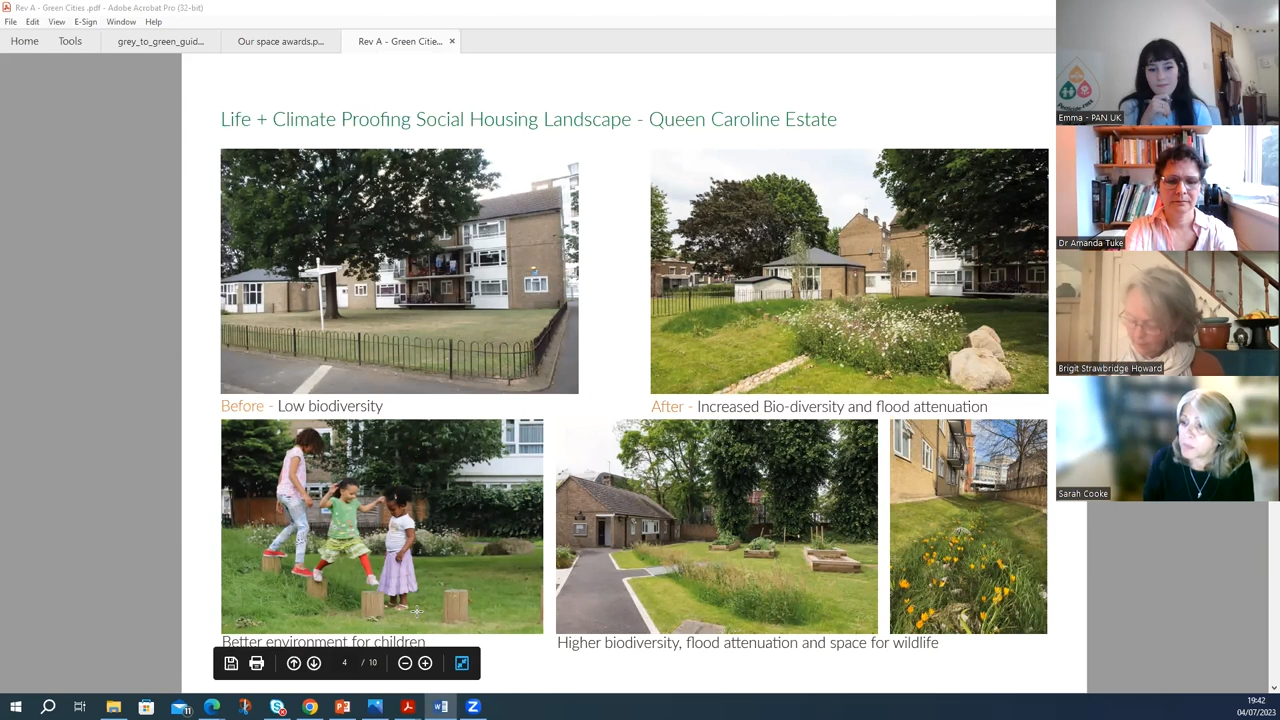 Rev A - Green Cities .pdf - Adobe Acrobat Pro (32-bit)
File Edit View E-Sign Window Help
Home Tools grey_to_green_guid... Our space awards.p... Rev A - Green Citie... ×
Life + Climate Proofing Social Housing Landscape - Queen Caroline Estate
Before - Low biodiversity
After - Increased Bio-diversity and flood attenuation
Better environment for children
Higher biodiversity, flood attenuation and space for wildlife
4 / 10
Pesticide-FREE
Emma - PAN UK
Dr Amanda Tuke
Brigit Strawbridge Howard
Sarah Cooke
11
19:42
04/07/2023